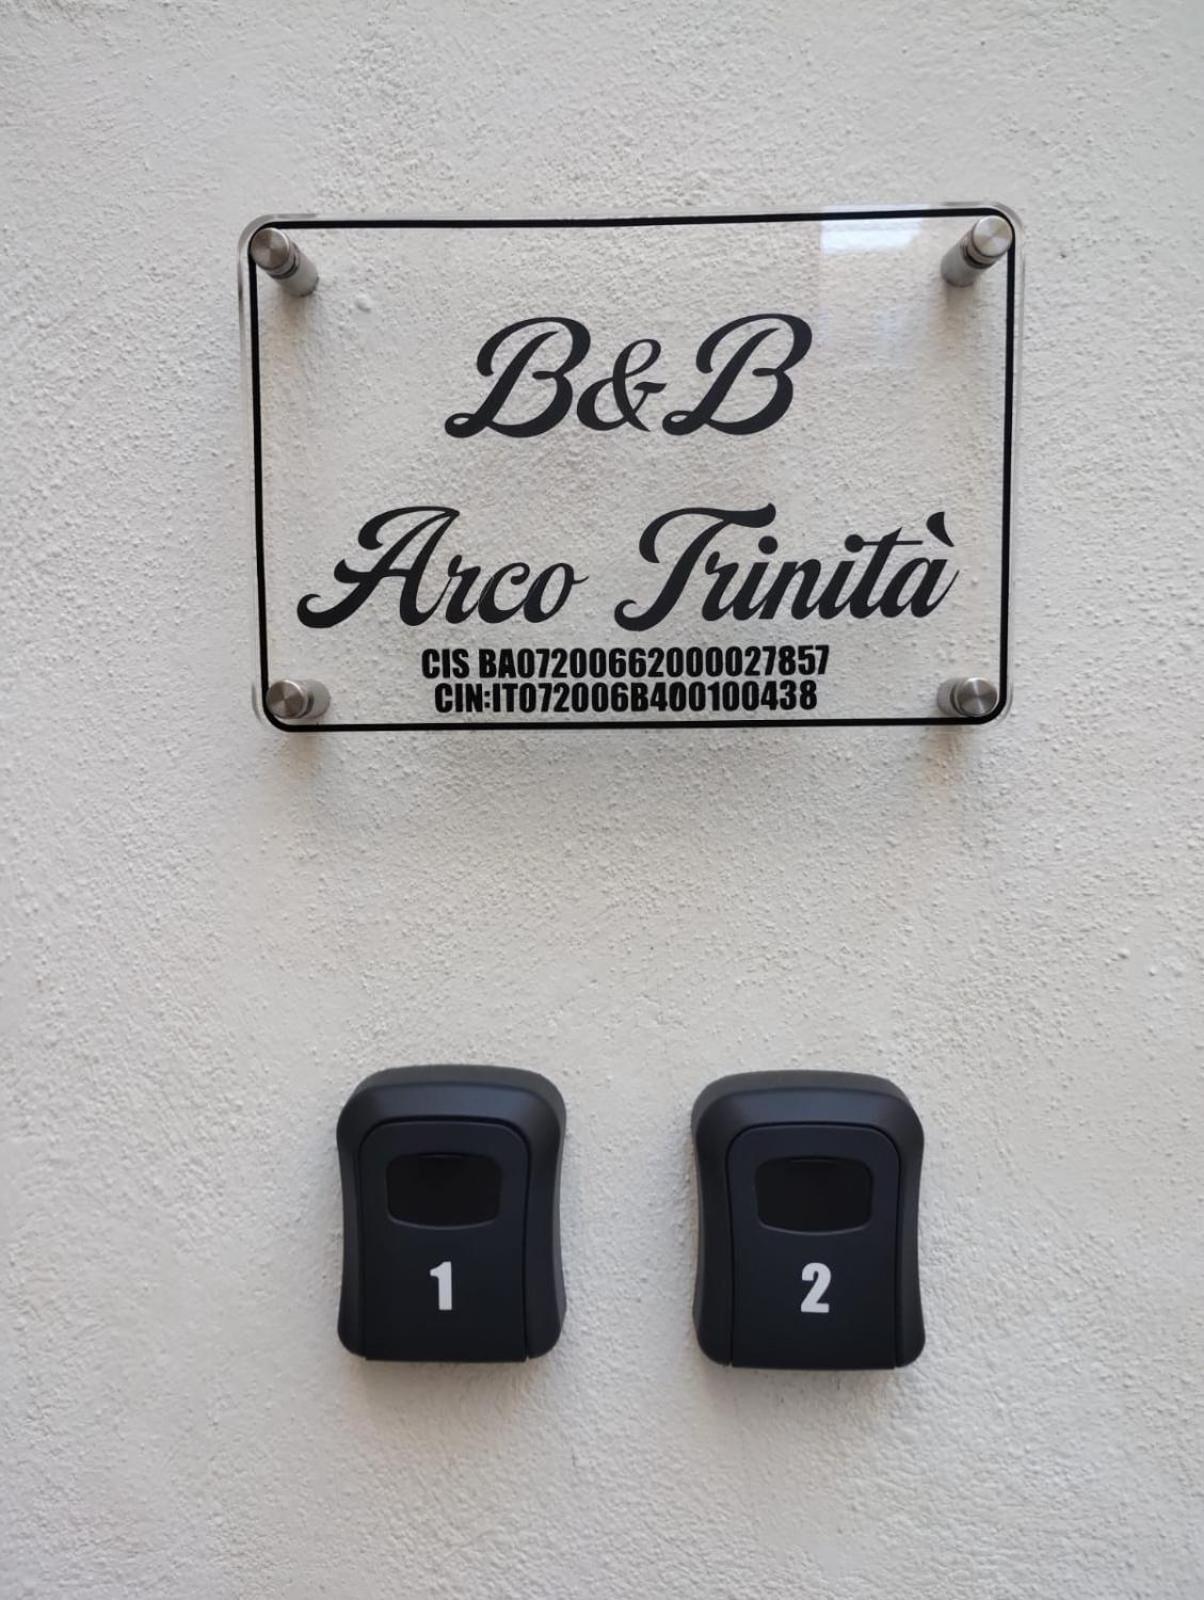 B&B
Arco Trinità
CIS BA07200662000027857
CIN:IT072006B400100438
1
2